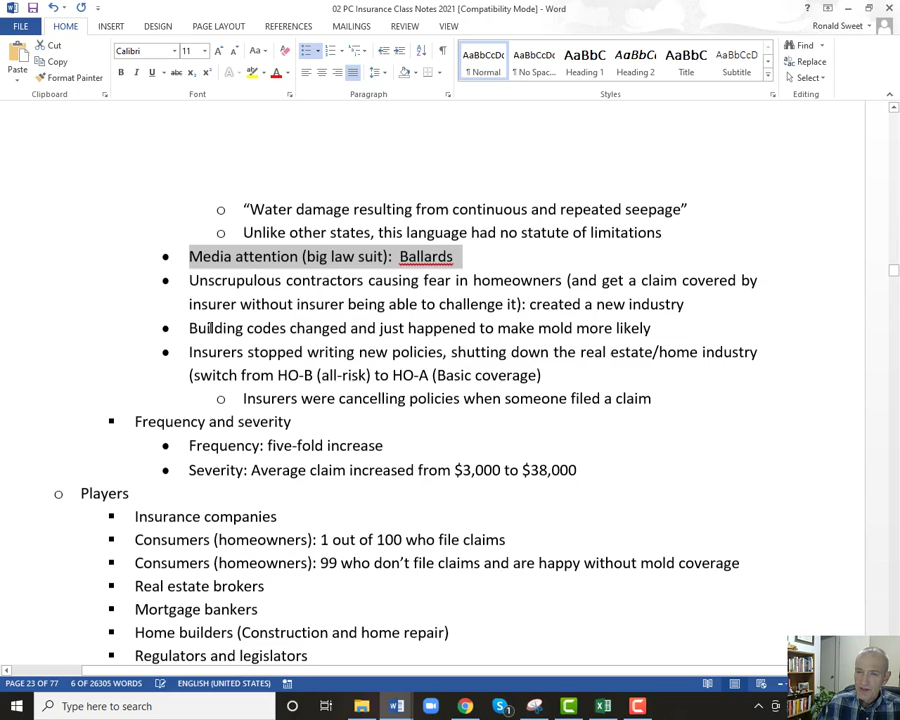 02 PC Insurance Class Notes 2021 [Compatibility Mode] - Word
FILE HOME INSERT DESIGN PAGE LAYOUT REFERENCES MAILINGS REVIEW VIEW Ronald Sweet
Paste Cut Copy Format Painter
Calibri 11
AaBbCcDc AaBbCcDc AaBbC AaBbCc AaBbC AaBbCcD
¶ Normal ¶ No Spac... Heading 1 Heading 2 Title Subtitle
Find Replace Select
Clipboard Font Paragraph Styles Editing
o “Water damage resulting from continuous and repeated seepage”
o Unlike other states, this language had no statute of limitations
• Media attention (big law suit): Ballards
• Unscrupulous contractors causing fear in homeowners (and get a claim covered by
insurer without insurer being able to challenge it): created a new industry
• Building codes changed and just happened to make mold more likely
• Insurers stopped writing new policies, shutting down the real estate/home industry
(switch from HO-B (all-risk) to HO-A (Basic coverage)
o Insurers were cancelling policies when someone filed a claim
▪ Frequency and severity
• Frequency: five-fold increase
• Severity: Average claim increased from $3,000 to $38,000
o Players
▪ Insurance companies
▪ Consumers (homeowners): 1 out of 100 who file claims
▪ Consumers (homeowners): 99 who don’t file claims and are happy without mold coverage
▪ Real estate brokers
▪ Mortgage bankers
▪ Home builders (Construction and home repair)
▪ Regulators and legislators
PAGE 23 OF 77 6 OF 26305 WORDS ENGLISH (UNITED STATES)
Type here to search